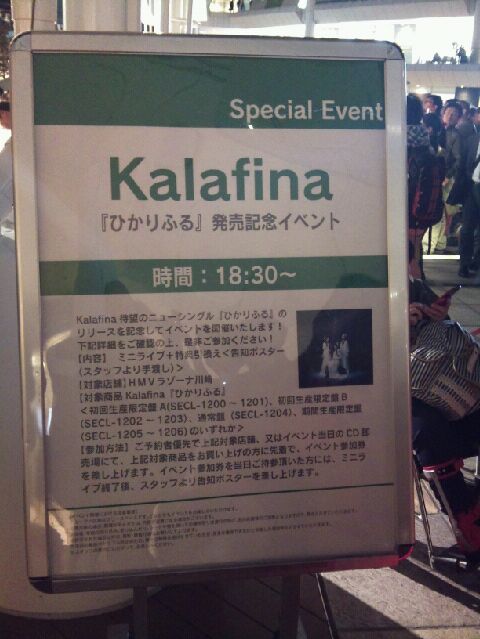 Special Event
Kalafina
『ひかりふる』発売記念イベント
時間：18:30～
Kalafina 待望のニューシングル『ひかりふる』の
リリースを記念してイベントを開催いたします！
下記詳細をご確認の上、是非ご参加ください！
【内容】 ミニライブ＋特典引換え＜告知ポスター
（スタッフより手渡し）＞
【対象店舗】HMVラゾーナ川崎
【対象商品 Kalafina『ひかりふる』
＜初回生産限定盤A(SECL-1200～1201)、初回生産限定盤B
(SECL-1202～1203)、通常盤（SECL-1204)、期間生産限定盤
(SECL-1205～1206)のいずれか＞
【参加方法】ご予約者優先で上記対象店舗、又はイベント当日のCD即
売場にて、上記対象商品をお買い上げの方に先着で、イベント参加券
を差し上げます。イベント参加券を当日ご持参頂いた方には、ミニラ
イブ終了後、スタッフより告知ポスターを差し上げます。